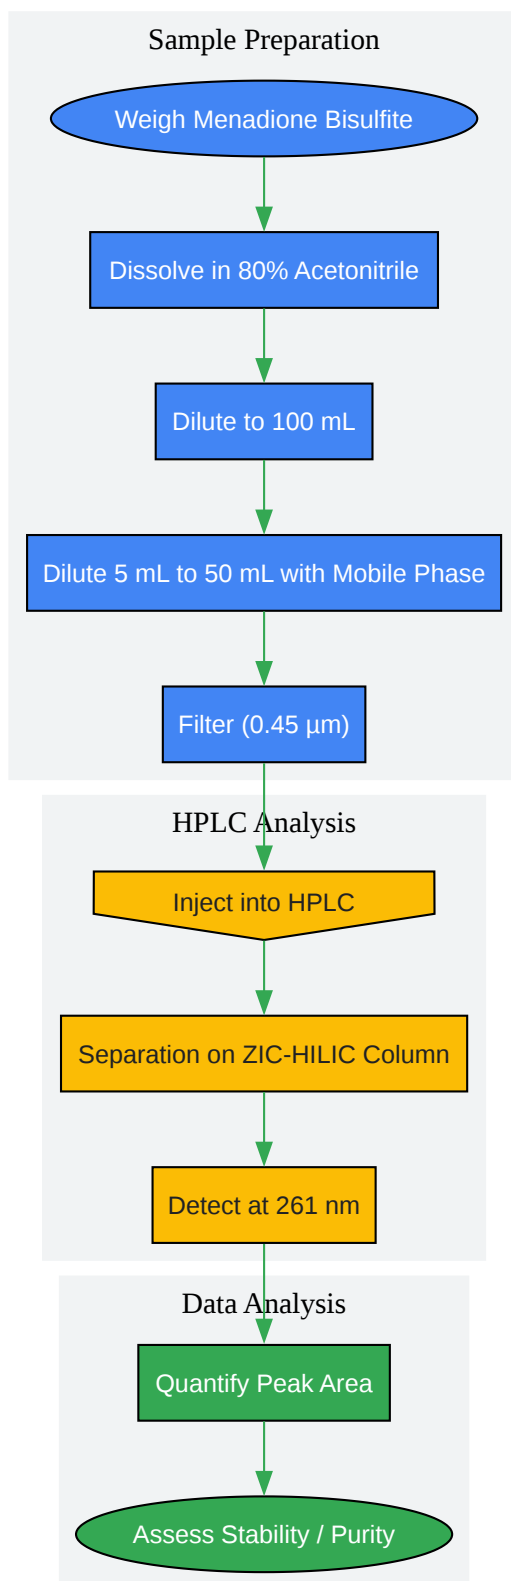 Sample Preparation
Weigh Menadione Bisulfite
Dissolve in 80% Acetonitrile
Dilute to 100 mL
Dilute 5 mL to 50 mL with Mobile Phase
Filter (0.45 µm)
HPLC Analysis
Inject into HPLC
Separation on ZIC-HILIC Column
Detect at 261 nm
Data Analysis
Quantify Peak Area
Assess Stability / Purity